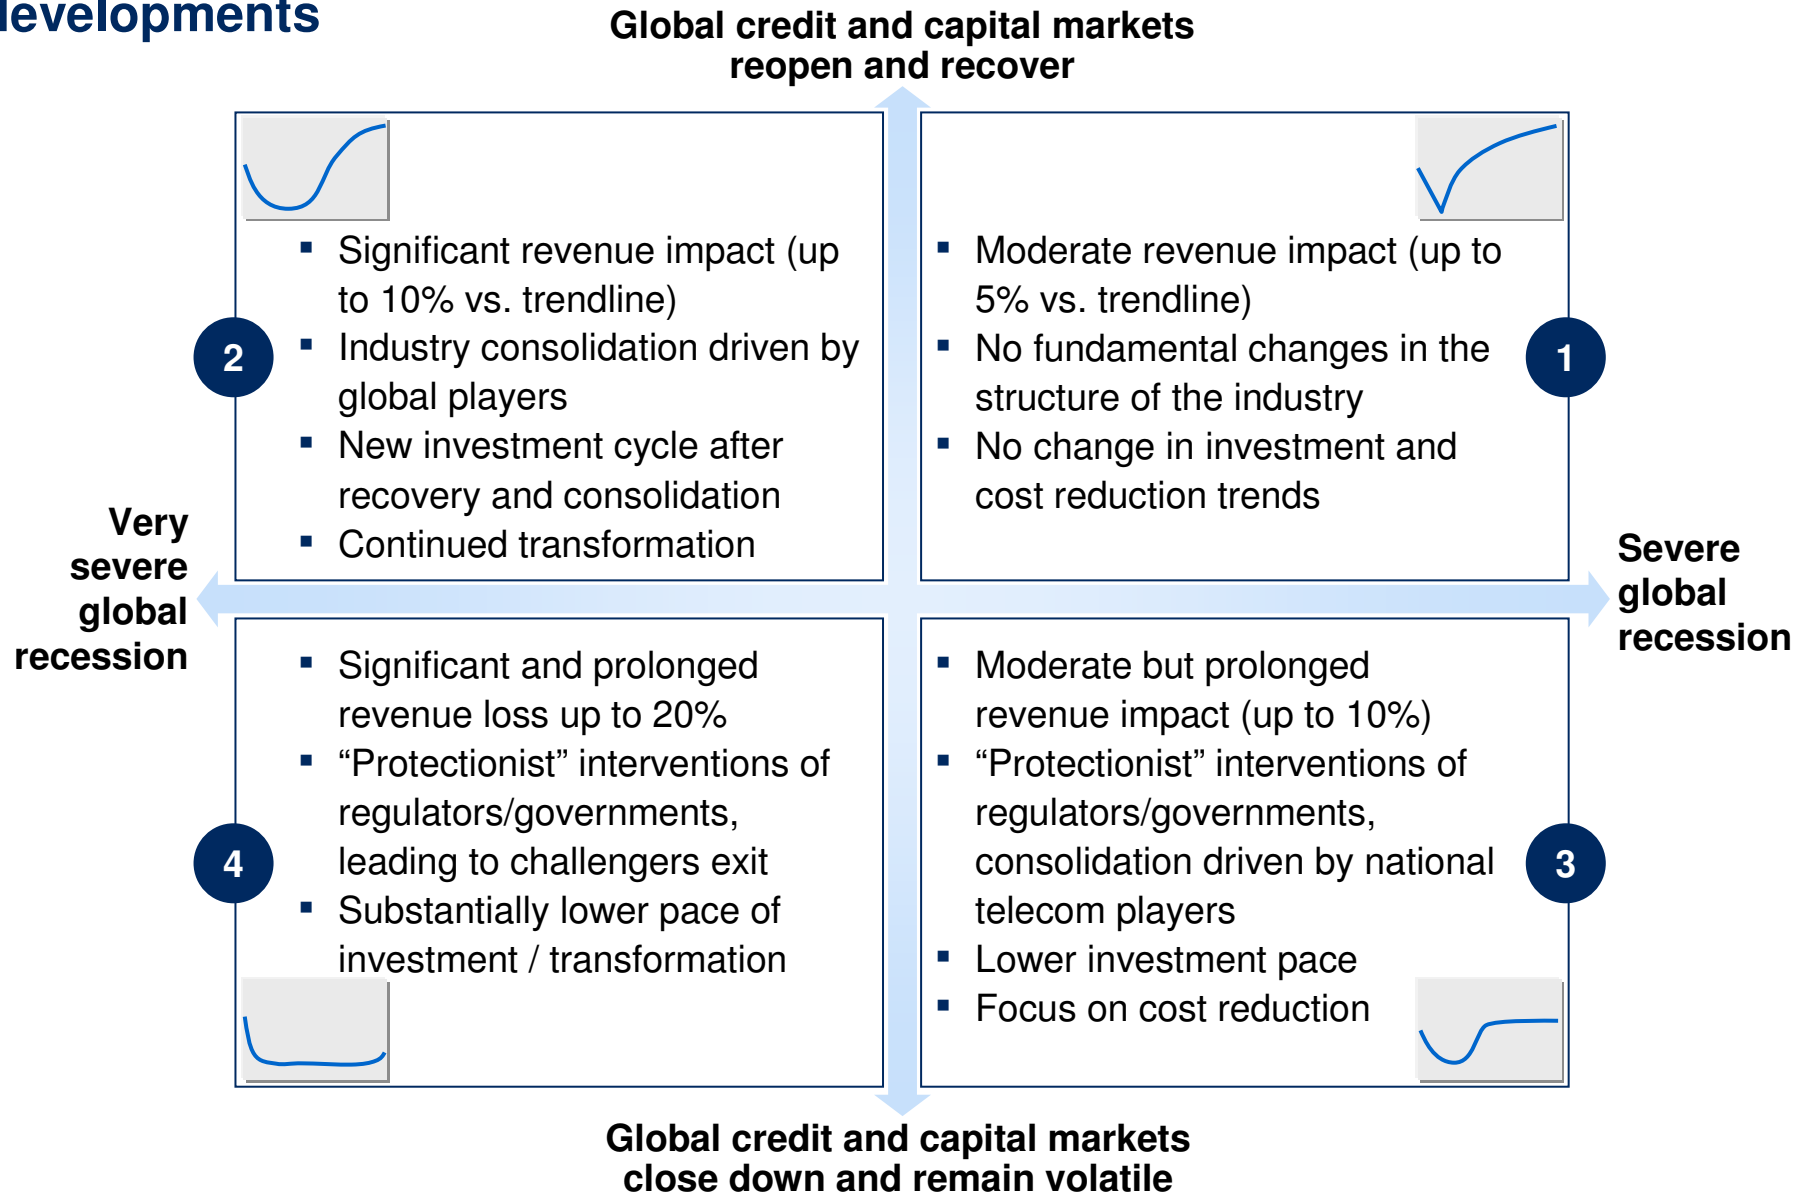 developments
Global credit and capital markets
reopen and recover
2
▪ Significant revenue impact (up
to 10% vs. trendline)
▪ Industry consolidation driven by
global players
▪ New investment cycle after
recovery and consolidation
▪ Continued transformation
▪ Moderate revenue impact (up to
5% vs. trendline)
▪ No fundamental changes in the
structure of the industry
▪ No change in investment and
cost reduction trends
1
Very
severe
global
recession
Severe
global
recession
4
▪ Significant and prolonged
revenue loss up to 20%
▪ “Protectionist” interventions of
regulators/governments,
leading to challengers exit
▪ Substantially lower pace of
investment / transformation
▪ Moderate but prolonged
revenue impact (up to 10%)
▪ “Protectionist” interventions of
regulators/governments,
consolidation driven by national
telecom players
▪ Lower investment pace
▪ Focus on cost reduction
3
Global credit and capital markets
close down and remain volatile